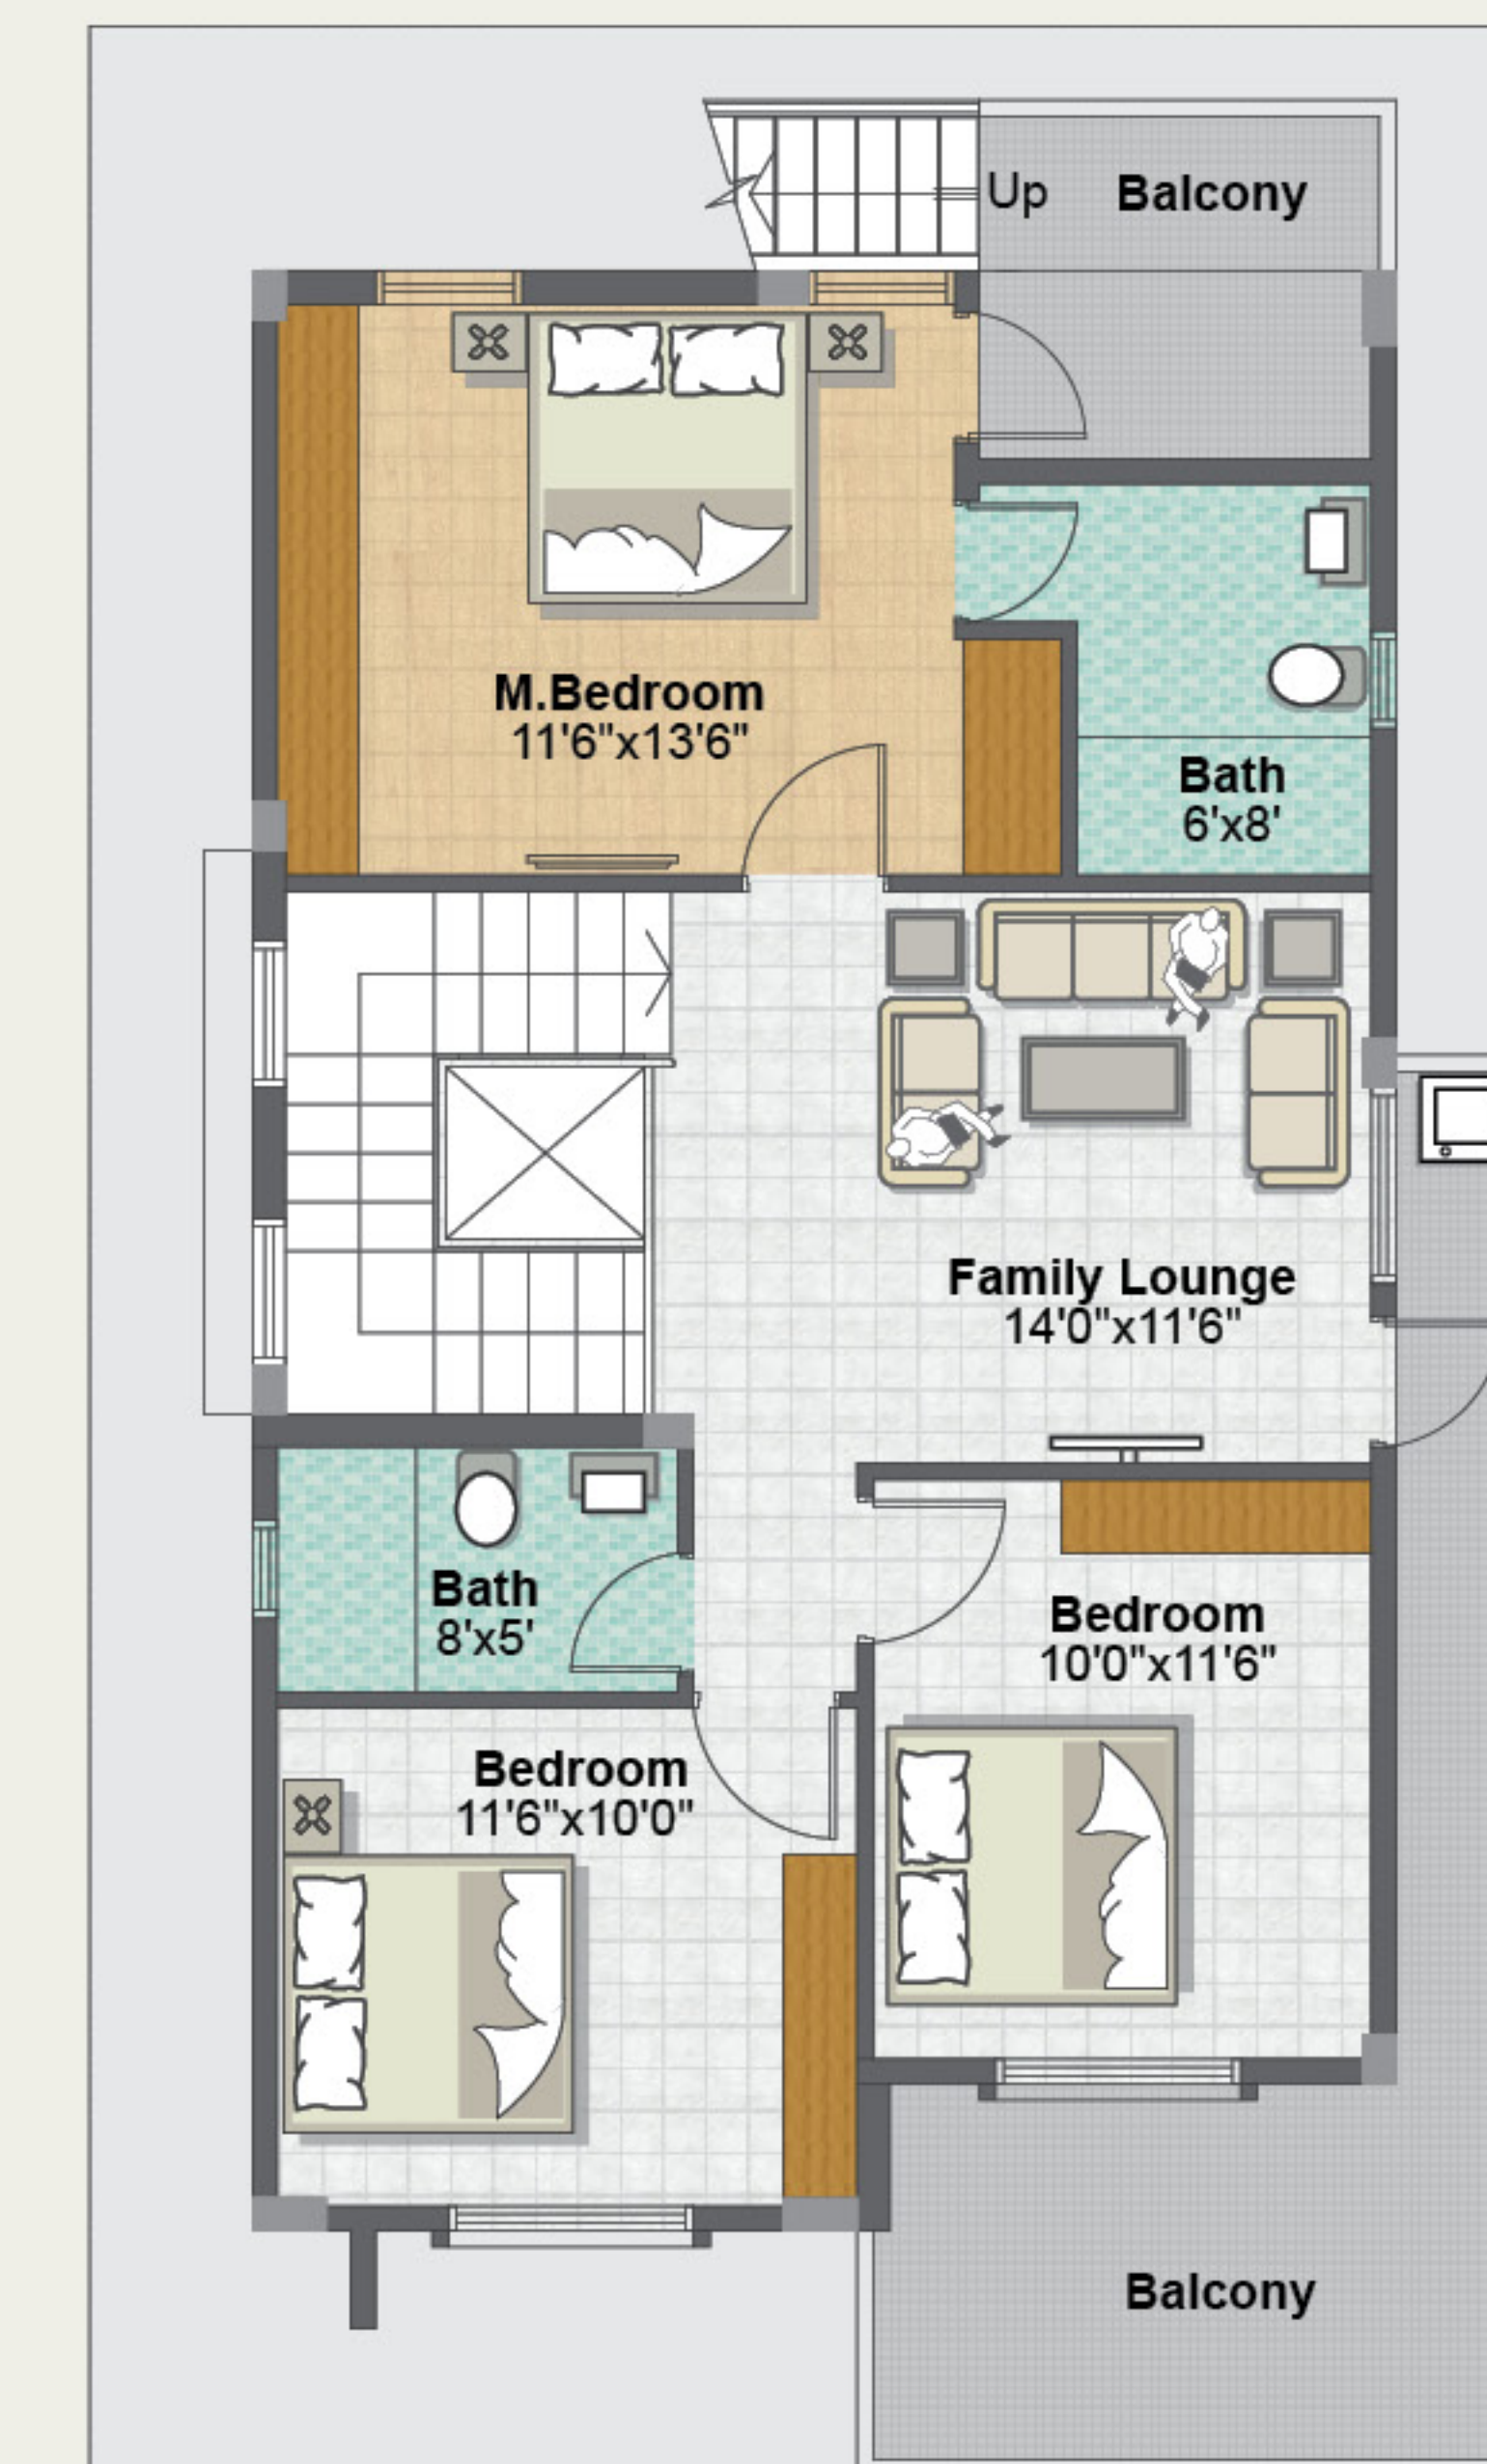 Up
Balcony
M.Bedroom
11'6"x13'6"
Bath
6'x8'
Family Lounge
14'0"x11'6"
Bath
8'x5'
Bedroom
10'0"x11'6"
Bedroom
11'6"x10'0"
Balcony